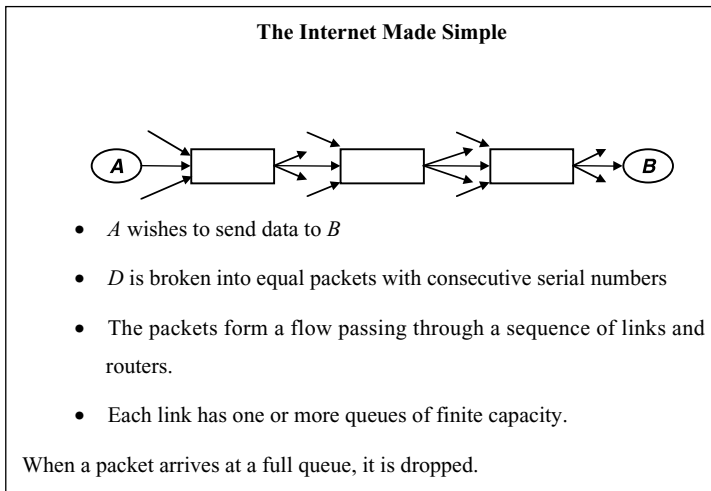 The Internet Made Simple
A B
• A wishes to send data to B
• D is broken into equal packets with consecutive serial numbers
• The packets form a flow passing through a sequence of links and
routers.
• Each link has one or more queues of finite capacity.
When a packet arrives at a full queue, it is dropped.